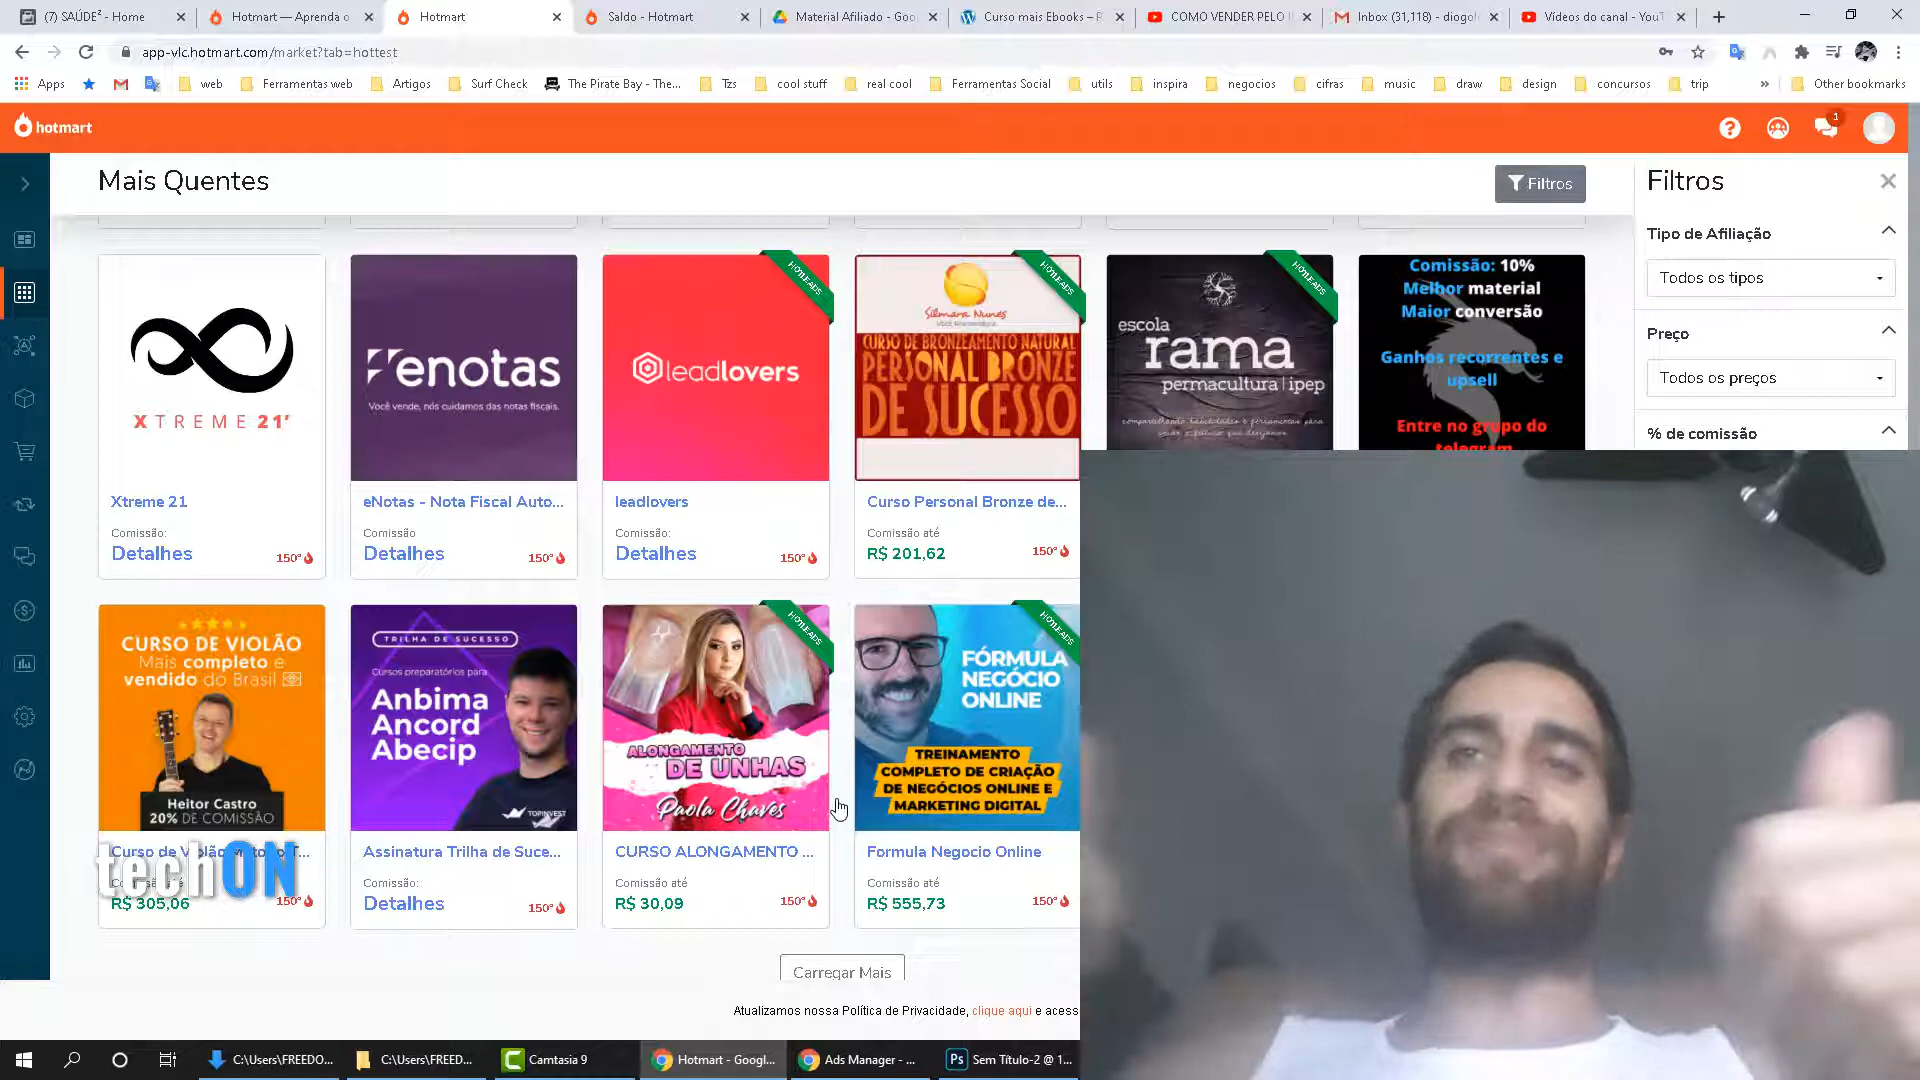 (7) SAÚDE² - Home
Hotmart — Aprenda o
Hotmart
Saldo - Hotmart
Material Afiliado - Goo
Curso mais Ebooks – P
COMO VENDER PELO I
Inbox (31,118) - diogol
Vídeos do canal - YouT
app-vlc.hotmart.com/market?tab=hottest
Apps
web
Ferramentas web
Artigos
Surf Check
The Pirate Bay - The...
Tzs
cool stuff
real cool
Ferramentas Social
utils
inspira
negocios
cifras
music
draw
design
concursos
trip
Other bookmarks
hotmart
1
Mais Quentes
Filtros
Filtros
Tipo de Afiliação
Todos os tipos
Preço
Todos os preços
% de comissão
XTREME 21'
Xtreme 21
Comissão:
Detalhes
150°
enotas
Você vende, nós cuidamos das notas fiscais.
eNotas - Nota Fiscal Auto...
Comissão
Detalhes
150°
HOTLEADS
leadlovers
leadlovers
Comissão:
Detalhes
150°
HOTLEADS
Silmara Nunes
CURSO DE BRONZEAMENTO NATURAL
PERSONAL BRONZE
DE SUCESSO
Curso Personal Bronze de...
Comissão até
R$ 201,62
150°
HOTLEADS
escola
rama
permacultura | ipep
Comissão: 10%
Melhor material
Maior conversão
Ganhos recorrentes e
upsell
Entre no grupo do
telegram
CURSO DE VIOLÃO
Mais completo e
vendido do Brasil
Heitor Castro
20% DE COMISSÃO
techON
R$ 305,06
150°
TRILHA DE SUCESSO
Cursos preparatórios para
Anbima
Ancord
Abecip
TOPINVEST
Assinatura Trilha de Suce...
Comissão:
Detalhes
150°
HOTLEADS
ALONGAMENTO
DE UNHAS
Paola Chaves
CURSO ALONGAMENTO ...
Comissão até
R$ 30,09
150°
HOTLEADS
FÓRMULA
NEGÓCIO
ONLINE
TREINAMENTO
COMPLETO DE CRIAÇÃO
DE NEGÓCIOS ONLINE E
MARKETING DIGITAL
Formula Negocio Online
Comissão até
R$ 555,73
150°
Carregar Mais
Atualizamos nossa Política de Privacidade, clique aqui e acess
C:\Users\FREEDO...
C:\Users\FREED...
Camtasia 9
Hotmart - Googl...
Ads Manager - ...
Ps
Sem Título-2 @ 1...